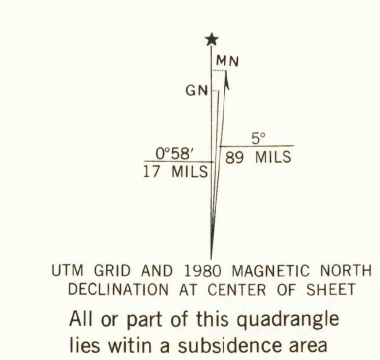 ★
MN
GN
5°
0°58′
89 MILS
17 MILS
UTM GRID AND 1980 MAGNETIC NORTH
DECLINATION AT CENTER OF SHEET
All or part of this quadrangle
lies witin a subsidence area